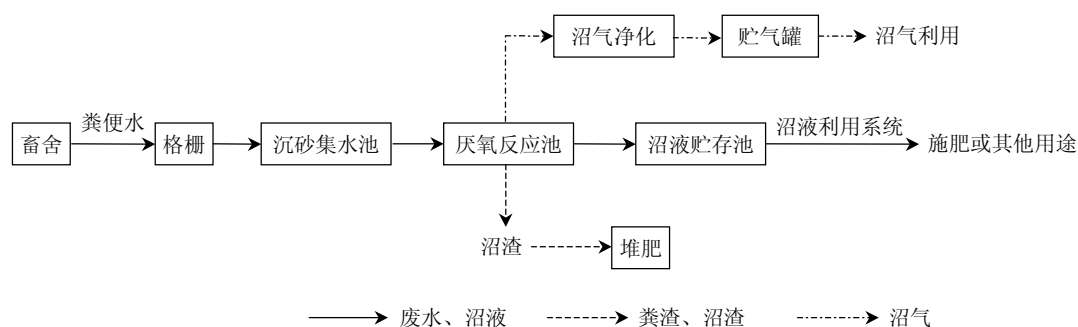 沼气净化
贮气罐
沼气利用
畜舍
粪便水
格栅
沉砂集水池
厌氧反应池
沼液贮存池
沼液利用系统
施肥或其他用途
沼渣
堆肥
废水、沼液
粪渣、沼渣
沼气